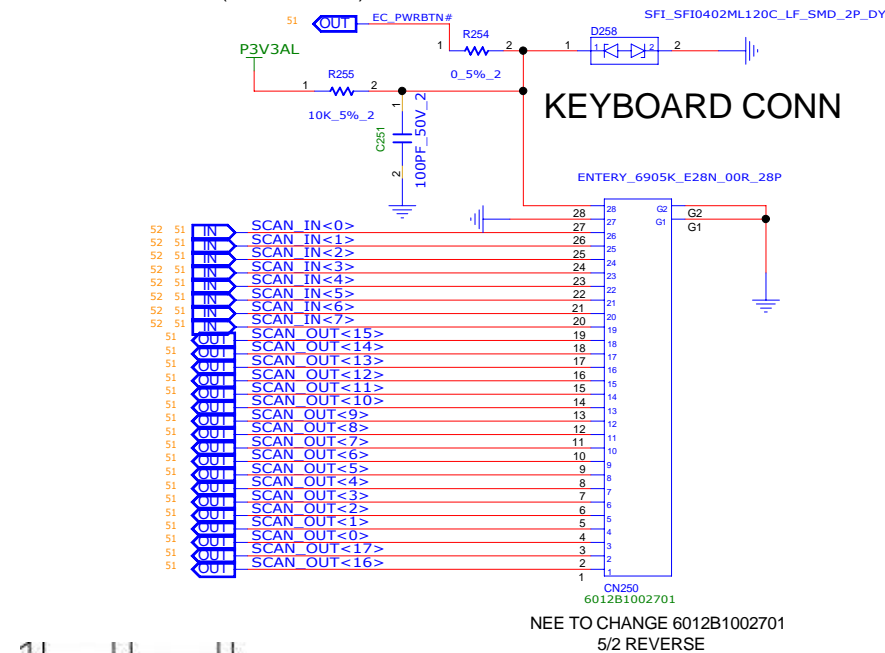 SFI_SFI0402ML120C_LF_SMD_2P_DY
51 OUT EC_PWRBTN#
R254
1 2
0_5%_2
D258
1 1 2 2
P3V3AL
R255
1 2
10K_5%_2
C251
1 2
100PF_50V_2
KEYBOARD CONN
ENTERY_6905K_E28N_00R_28P
28 28 G2 G2
27 27 G1 G1
52 51 IN SCAN_IN<0> 26 26
52 51 IN SCAN_IN<1> 25 25
52 51 IN SCAN_IN<2> 24 24
52 51 IN SCAN_IN<3> 23 23
52 51 IN SCAN_IN<4> 22 22
52 51 IN SCAN_IN<5> 21 21
52 51 IN SCAN_IN<6> 20 20
52 51 IN SCAN_IN<7> 19 19
51 OUT SCAN_OUT<15> 18 18
51 OUT SCAN_OUT<14> 17 17
51 OUT SCAN_OUT<13> 16 16
51 OUT SCAN_OUT<12> 15 15
51 OUT SCAN_OUT<11> 14 14
51 OUT SCAN_OUT<10> 13 13
51 OUT SCAN_OUT<9> 12 12
51 OUT SCAN_OUT<8> 11 11
51 OUT SCAN_OUT<7> 10 10
51 OUT SCAN_OUT<6> 9 9
51 OUT SCAN_OUT<5> 8 8
51 OUT SCAN_OUT<4> 7 7
51 OUT SCAN_OUT<3> 6 6
51 OUT SCAN_OUT<2> 5 5
51 OUT SCAN_OUT<1> 4 4
51 OUT SCAN_OUT<0> 3 3
51 OUT SCAN_OUT<17> 2 2
51 OUT SCAN_OUT<16> 1 1
CN250
6012B1002701
NEE TO CHANGE 6012B1002701
5/2 REVERSE